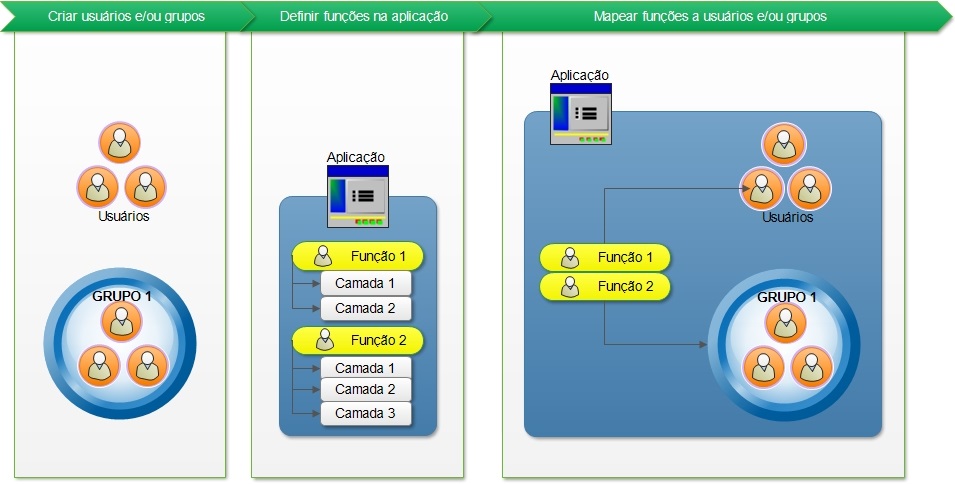 Criar usuários e/ou grupos
Definir funções na aplicação
Mapear funções a usuários e/ou grupos
Usuários
GRUPO 1
Aplicação
Função 1
Camada 1
Camada 2
Função 2
Camada 1
Camada 2
Camada 3
Aplicação
Usuários
Função 1
Função 2
GRUPO 1